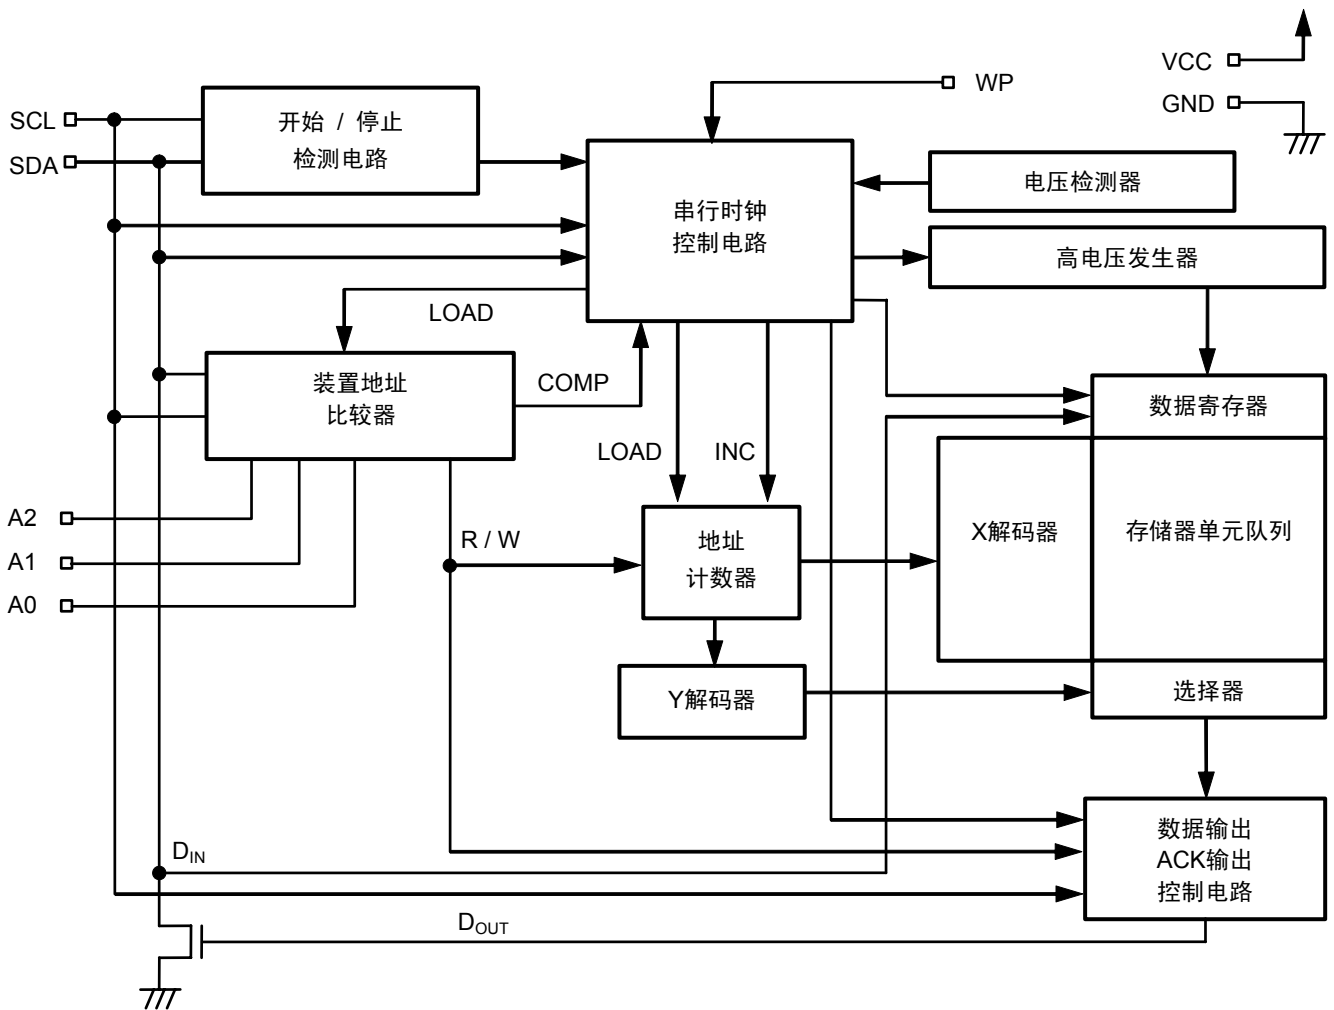 WP
VCC
GND
SCL
SDA
开始 / 停止
检测电路
串行时钟
控制电路
电压检测器
高电压发生器
LOAD
装置地址
比较器
COMP
LOAD
INC
数据寄存器
A2
A1
A0
R / W
地址
计数器
X解码器
存储器单元队列
Y解码器
选择器
数据输出
ACK输出
控制电路
DIN
DOUT